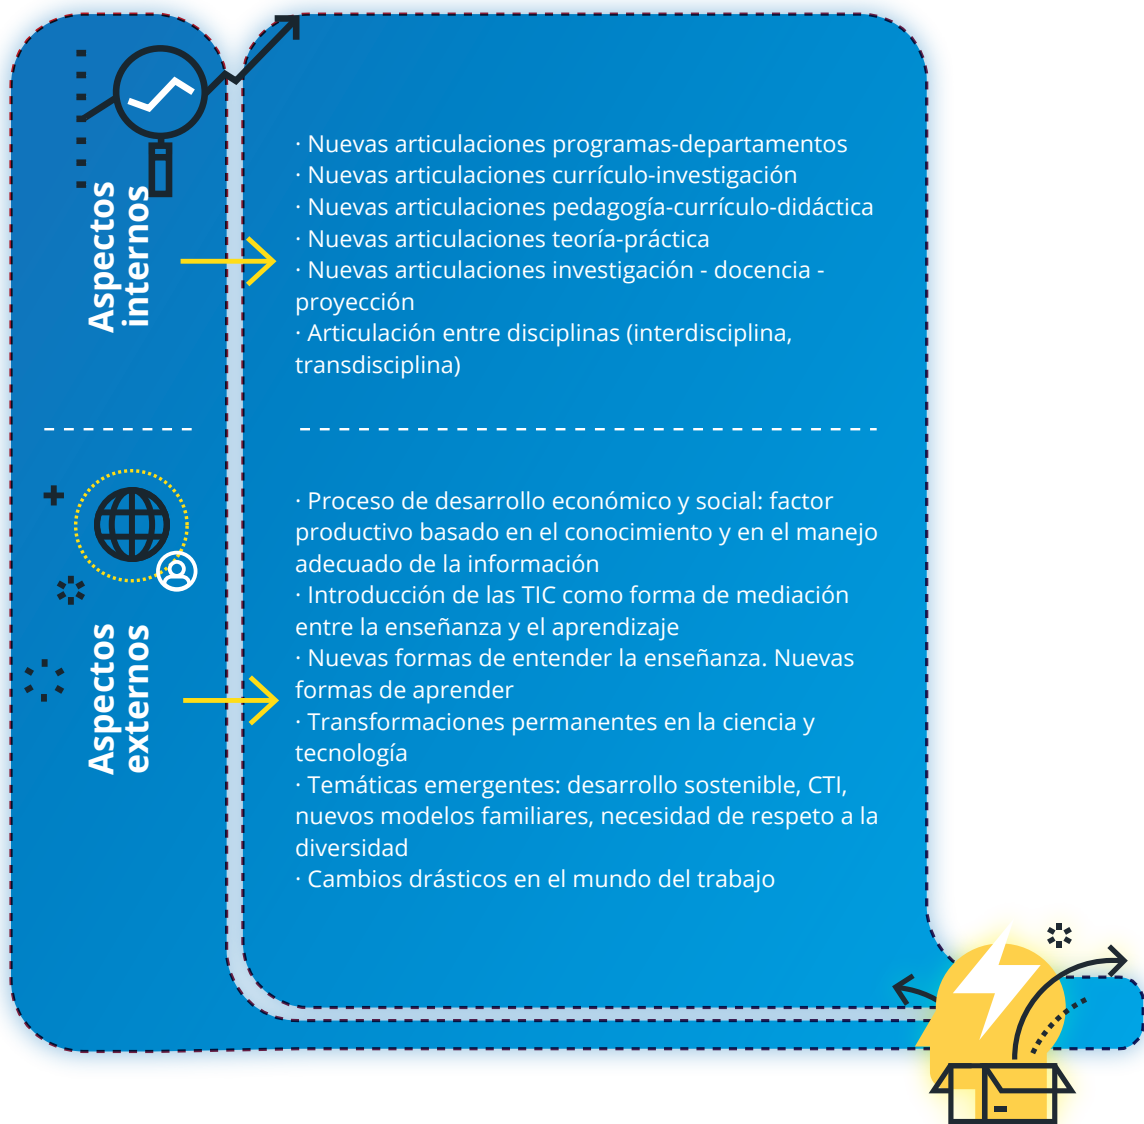 Aspectos
internos
· Nuevas articulaciones programas-departamentos
· Nuevas articulaciones currículo-investigación
· Nuevas articulaciones pedagogía-currículo-didáctica
· Nuevas articulaciones teoría-práctica
· Nuevas articulaciones investigación - docencia -
proyección
· Articulación entre disciplinas (interdisciplina,
transdisciplina)
Aspectos
externos
· Proceso de desarrollo económico y social: factor
productivo basado en el conocimiento y en el manejo
adecuado de la información
· Introducción de las TIC como forma de mediación
entre la enseñanza y el aprendizaje
· Nuevas formas de entender la enseñanza. Nuevas
formas de aprender
· Transformaciones permanentes en la ciencia y
tecnología
· Temáticas emergentes: desarrollo sostenible, CTI,
nuevos modelos familiares, necesidad de respeto a la
diversidad
· Cambios drásticos en el mundo del trabajo